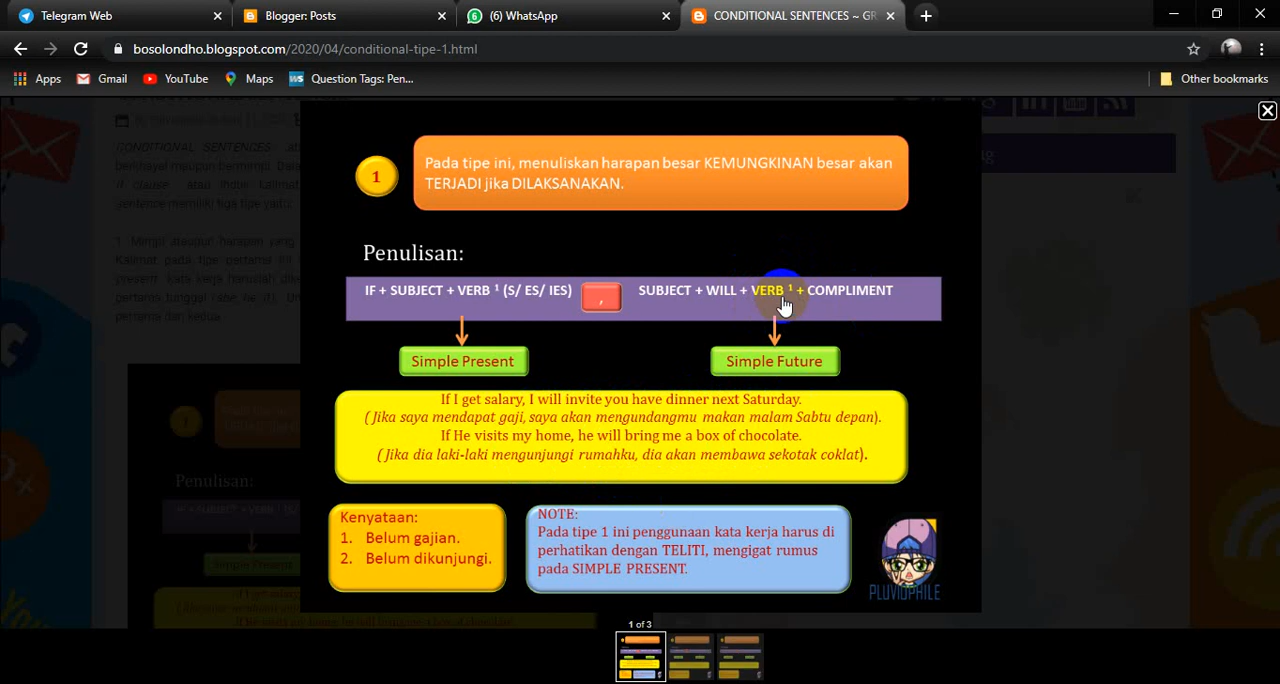 Telegram Web
Blogger: Posts
(6) WhatsApp
CONDITIONAL SENTENCES ~ GR
bosolondho.blogspot.com/2020/04/conditional-tipe-1.html
Apps
Gmail
YouTube
Maps
Question Tags: Pen...
Other bookmarks
1
Pada tipe ini, menuliskan harapan besar KEMUNGKINAN besar akan
TERJADI jika DILAKSANAKAN.
Penulisan:
IF + SUBJECT + VERB ¹ (S/ ES/ IES) , SUBJECT + WILL + VERB ¹ + COMPLIMENT
Simple Present
Simple Future
If I get salary, I will invite you have dinner next Saturday.
(Jika saya mendapat gaji, saya akan mengundangmu makan malam Sabtu depan).
If He visits my home, he will bring me a box of chocolate.
(Jika dia laki-laki mengunjungi rumahku, dia akan membawa sekotak coklat).
Kenyataan:
1. Belum gajian.
2. Belum dikunjungi.
NOTE:
Pada tipe 1 ini penggunaan kata kerja harus di
perhatikan dengan TELITI, mengigat rumus
pada SIMPLE PRESENT.
PLUVIOPHILE
Penulisan:
Simple Present
1 of 3